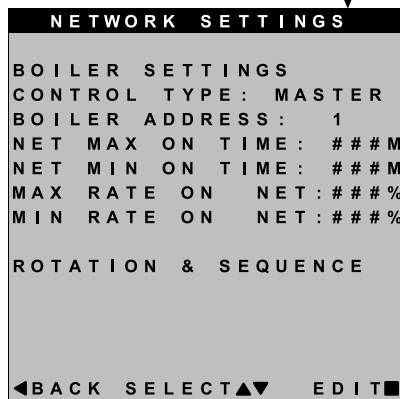 NETWORK SETTINGS
BOILER SETTINGS
CONTROL TYPE: MASTER
BOILER ADDRESS: 1
NET MAX ON TIME: ###M
NET MIN ON TIME: ###M
MAX RATE ON NET:###%
MIN RATE ON NET:###%
ROTATION & SEQUENCE
◀BACK SELECT▲▼ EDIT■